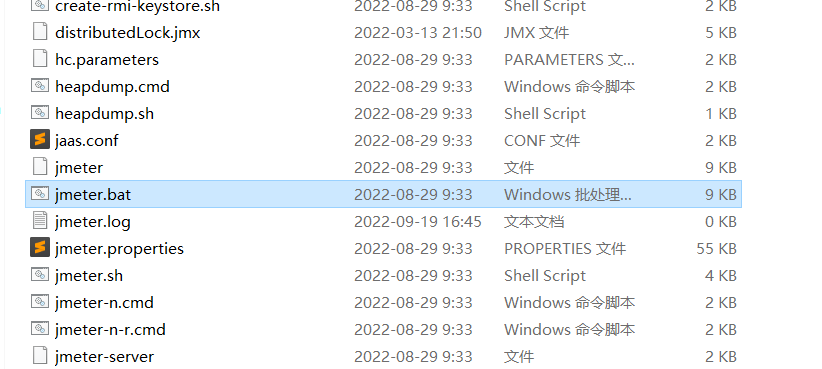 create-rmi-keystore.sh 2022-08-29 9:33 Shell Script 2 KB
distributedLock.jmx 2022-03-13 21:50 JMX 文件 5 KB
hc.parameters 2022-08-29 9:33 PARAMETERS 文... 2 KB
heapdump.cmd 2022-08-29 9:33 Windows 命令脚本 2 KB
heapdump.sh 2022-08-29 9:33 Shell Script 1 KB
jaas.conf 2022-08-29 9:33 CONF 文件 2 KB
jmeter 2022-08-29 9:33 文件 9 KB
jmeter.bat 2022-08-29 9:33 Windows 批处理... 9 KB
jmeter.log 2022-09-19 16:45 文本文档 0 KB
jmeter.properties 2022-08-29 9:33 PROPERTIES 文件 55 KB
jmeter.sh 2022-08-29 9:33 Shell Script 4 KB
jmeter-n.cmd 2022-08-29 9:33 Windows 命令脚本 2 KB
jmeter-n-r.cmd 2022-08-29 9:33 Windows 命令脚本 2 KB
jmeter-server 2022-08-29 9:33 文件 2 KB